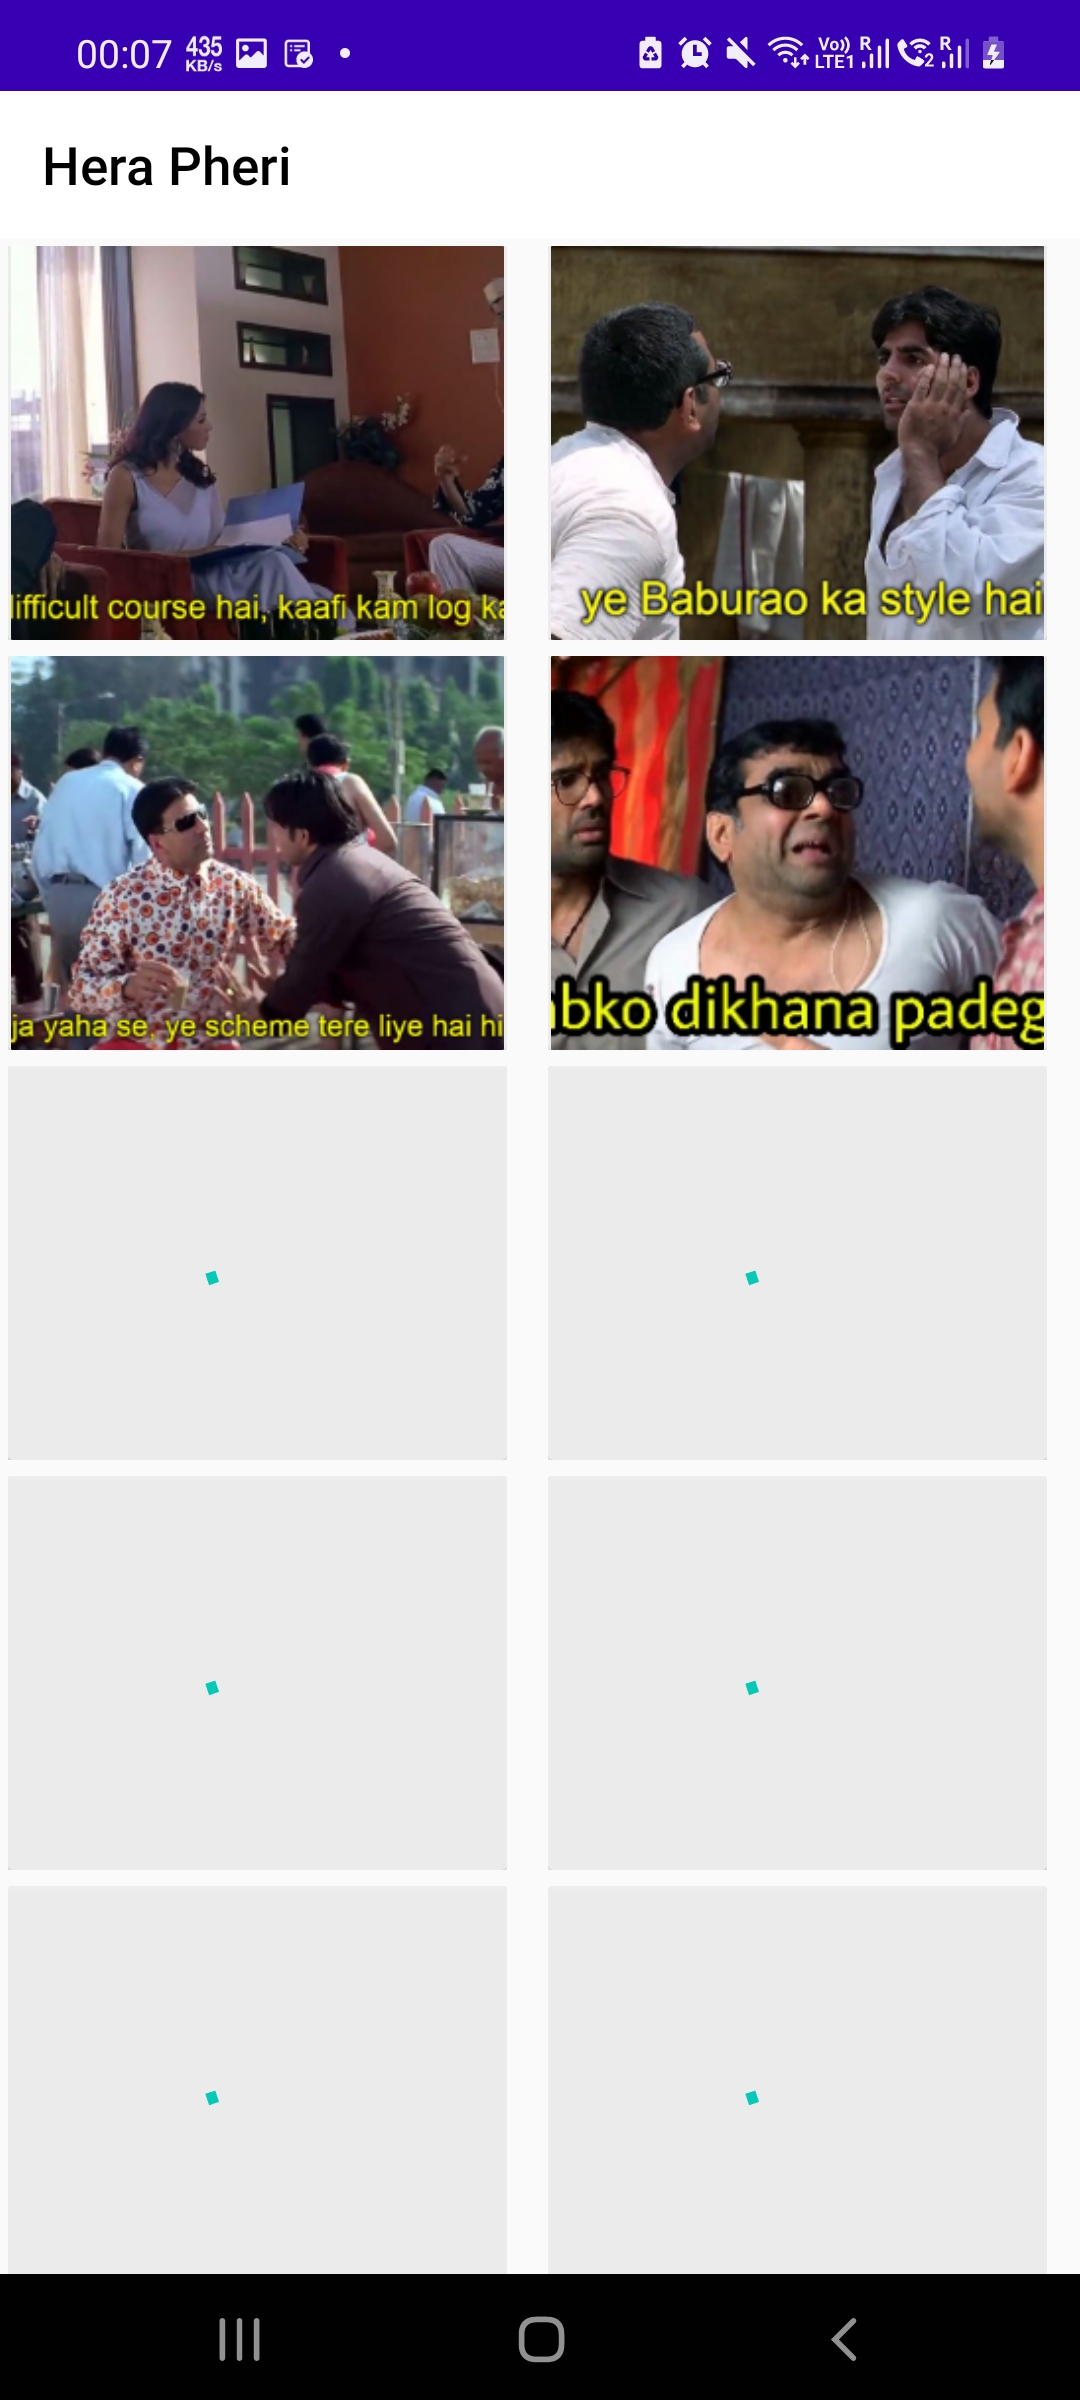 00:07 435 KB/s Vo)) LTE1 R 2 R
Hera Pheri
ifficult course hai, kaafi kam log ka
ye Baburao ka style hai
ja yaha se, ye scheme tere liye hai hi
bko dikhana padeg